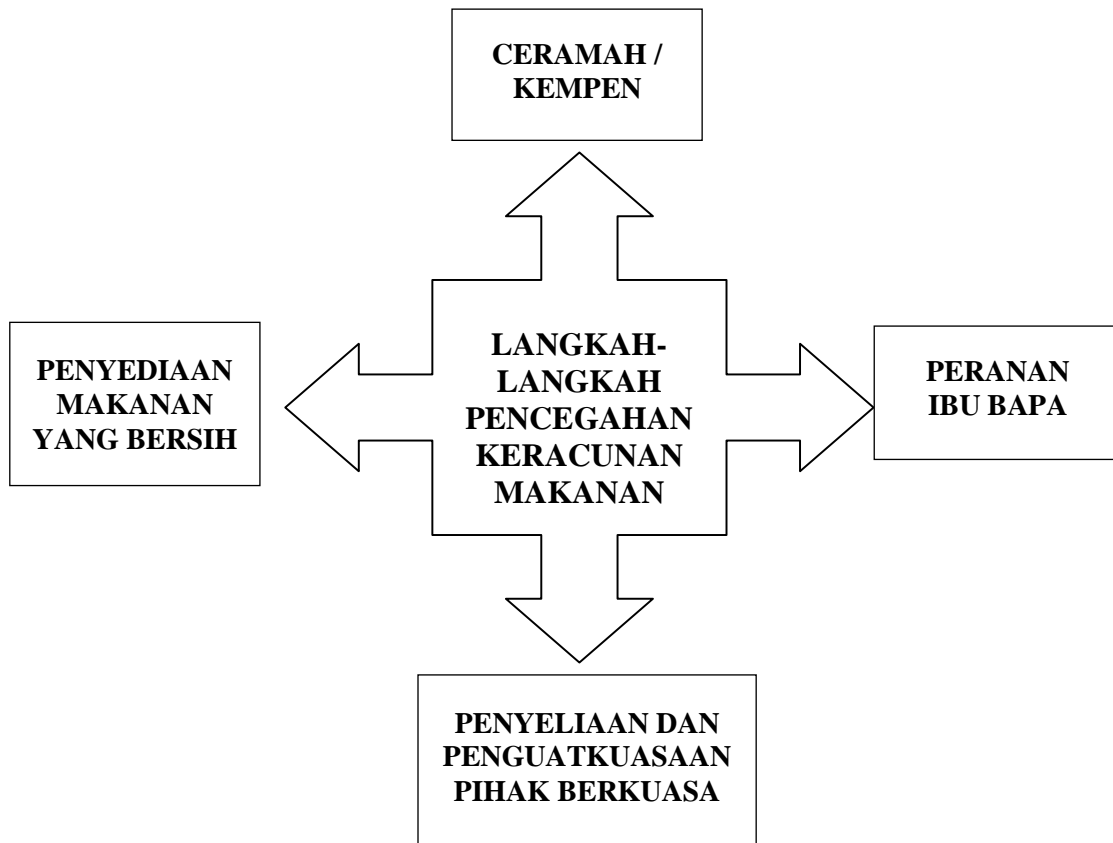 CERAMAH /
KEMPEN
PENYEDIAAN
MAKANAN
YANG BERSIH
LANGKAH-
LANGKAH
PENCEGAHAN
KERACUNAN
MAKANAN
PERANAN
IBU BAPA
PENYELIAAN DAN
PENGUATKUASAAN
PIHAK BERKUASA